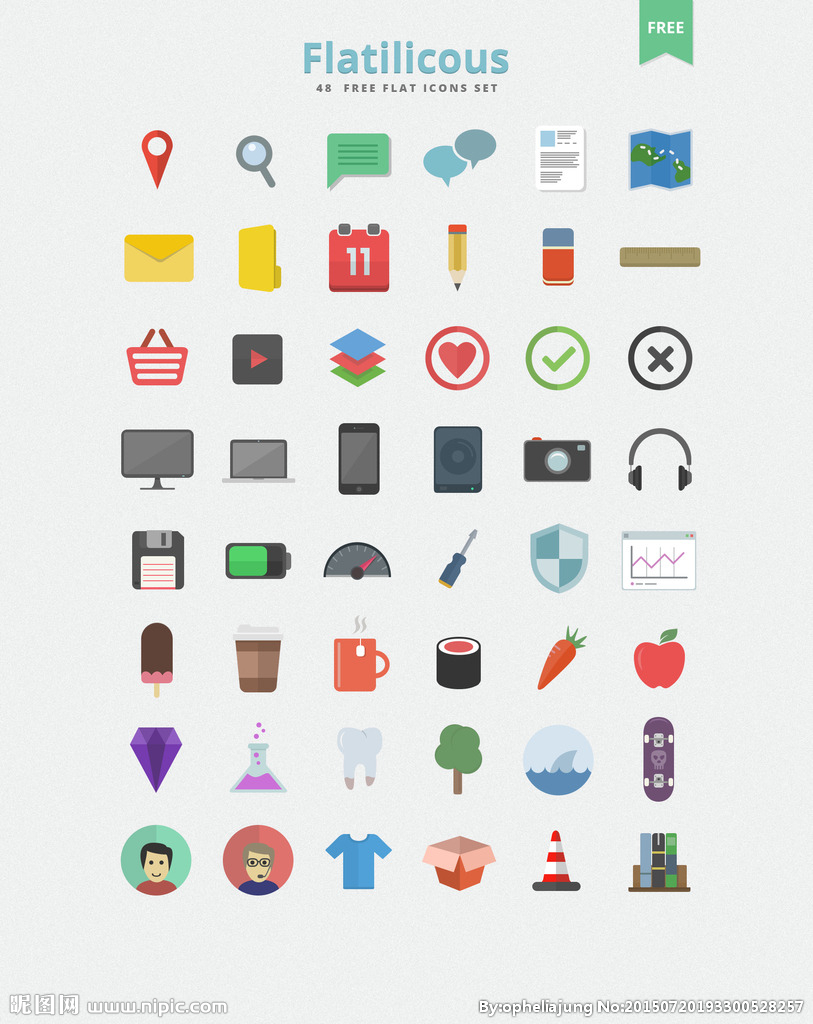 FREE
Flatilicous
48 FREE FLAT ICONS SET
11
昵图网 www.nipic.com
By:opheliajung No:20150720193300528257